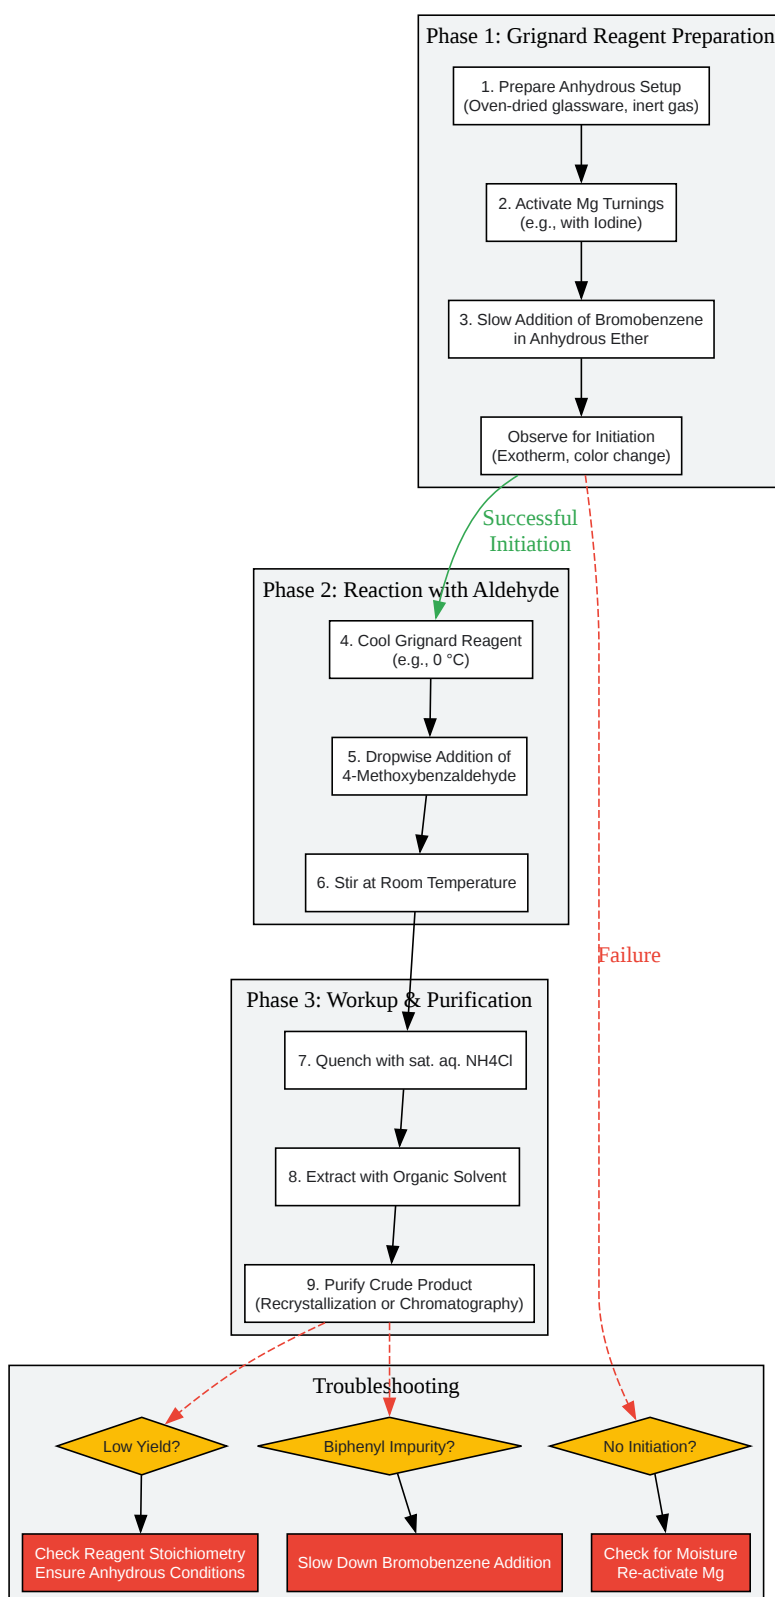 Phase 1: Grignard Reagent Preparation
1. Prepare Anhydrous Setup
(Oven-dried glassware, inert gas)
2. Activate Mg Turnings
(e.g., with Iodine)
3. Slow Addition of Bromobenzene
in Anhydrous Ether
Observe for Initiation
(Exotherm, color change)
Successful
Initiation
Phase 2: Reaction with Aldehyde
4. Cool Grignard Reagent
(e.g., 0 °C)
5. Dropwise Addition of
4-Methoxybenzaldehyde
6. Stir at Room Temperature
Failure
Phase 3: Workup & Purification
7. Quench with sat. aq. NH4Cl
8. Extract with Organic Solvent
9. Purify Crude Product
(Recrystallization or Chromatography)
Troubleshooting
Low Yield?
Biphenyl Impurity?
No Initiation?
Check Reagent Stoichiometry
Ensure Anhydrous Conditions
Slow Down Bromobenzene Addition
Check for Moisture
Re-activate Mg